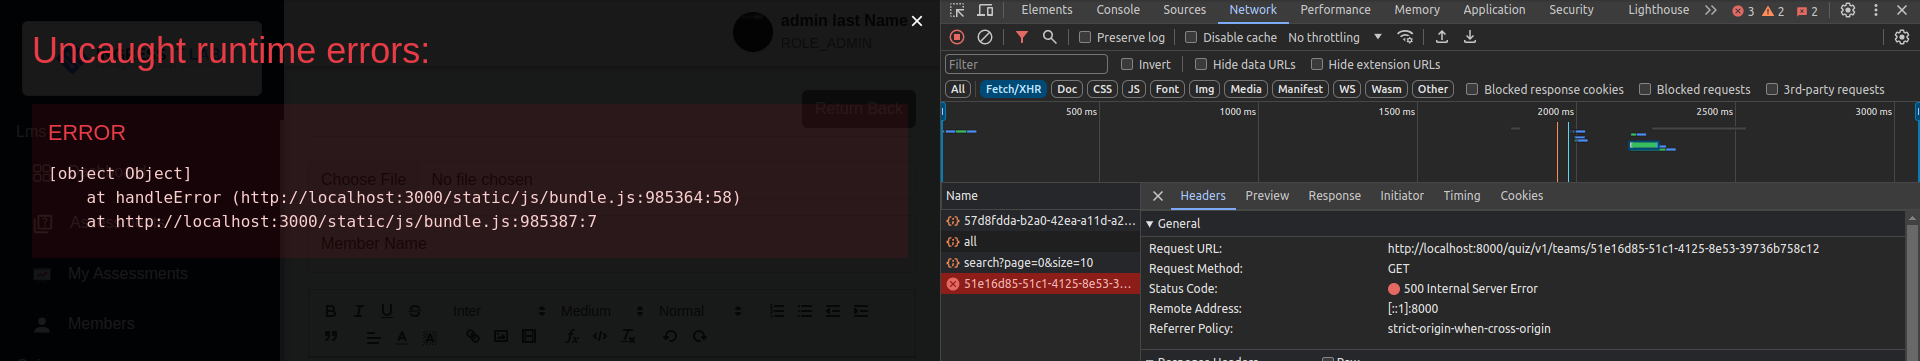 admin last Name
ROLE_ADMIN
Uncaught runtime errors:
Return Back
Lms
ERROR
[object Object]
at handleError (http://localhost:3000/static/js/bundle.js:985364:58)
at http://localhost:3000/static/js/bundle.js:985387:7
Choose File No file chosen
Member Name
My Assessments
Members
Inter Medium Normal
Elements Console Sources Network Performance Memory Application Security Lighthouse 3 2 2
Preserve log Disable cache No throttling
Filter Invert Hide data URLs Hide extension URLs
All Fetch/XHR Doc CSS JS Font Img Media Manifest WS Wasm Other Blocked response cookies Blocked requests 3rd-party requests
500 ms 1000 ms 1500 ms 2000 ms 2500 ms 3000 ms
Name
57d8fdda-b2a0-42ea-a11d-a2...
all
search?page=0&size=10
51e16d85-51c1-4125-8e53-3...
Headers Preview Response Initiator Timing Cookies
General
Request URL: http://localhost:8000/quiz/v1/teams/51e16d85-51c1-4125-8e53-39736b758c12
Request Method: GET
Status Code: 500 Internal Server Error
Remote Address: [::1]:8000
Referrer Policy: strict-origin-when-cross-origin